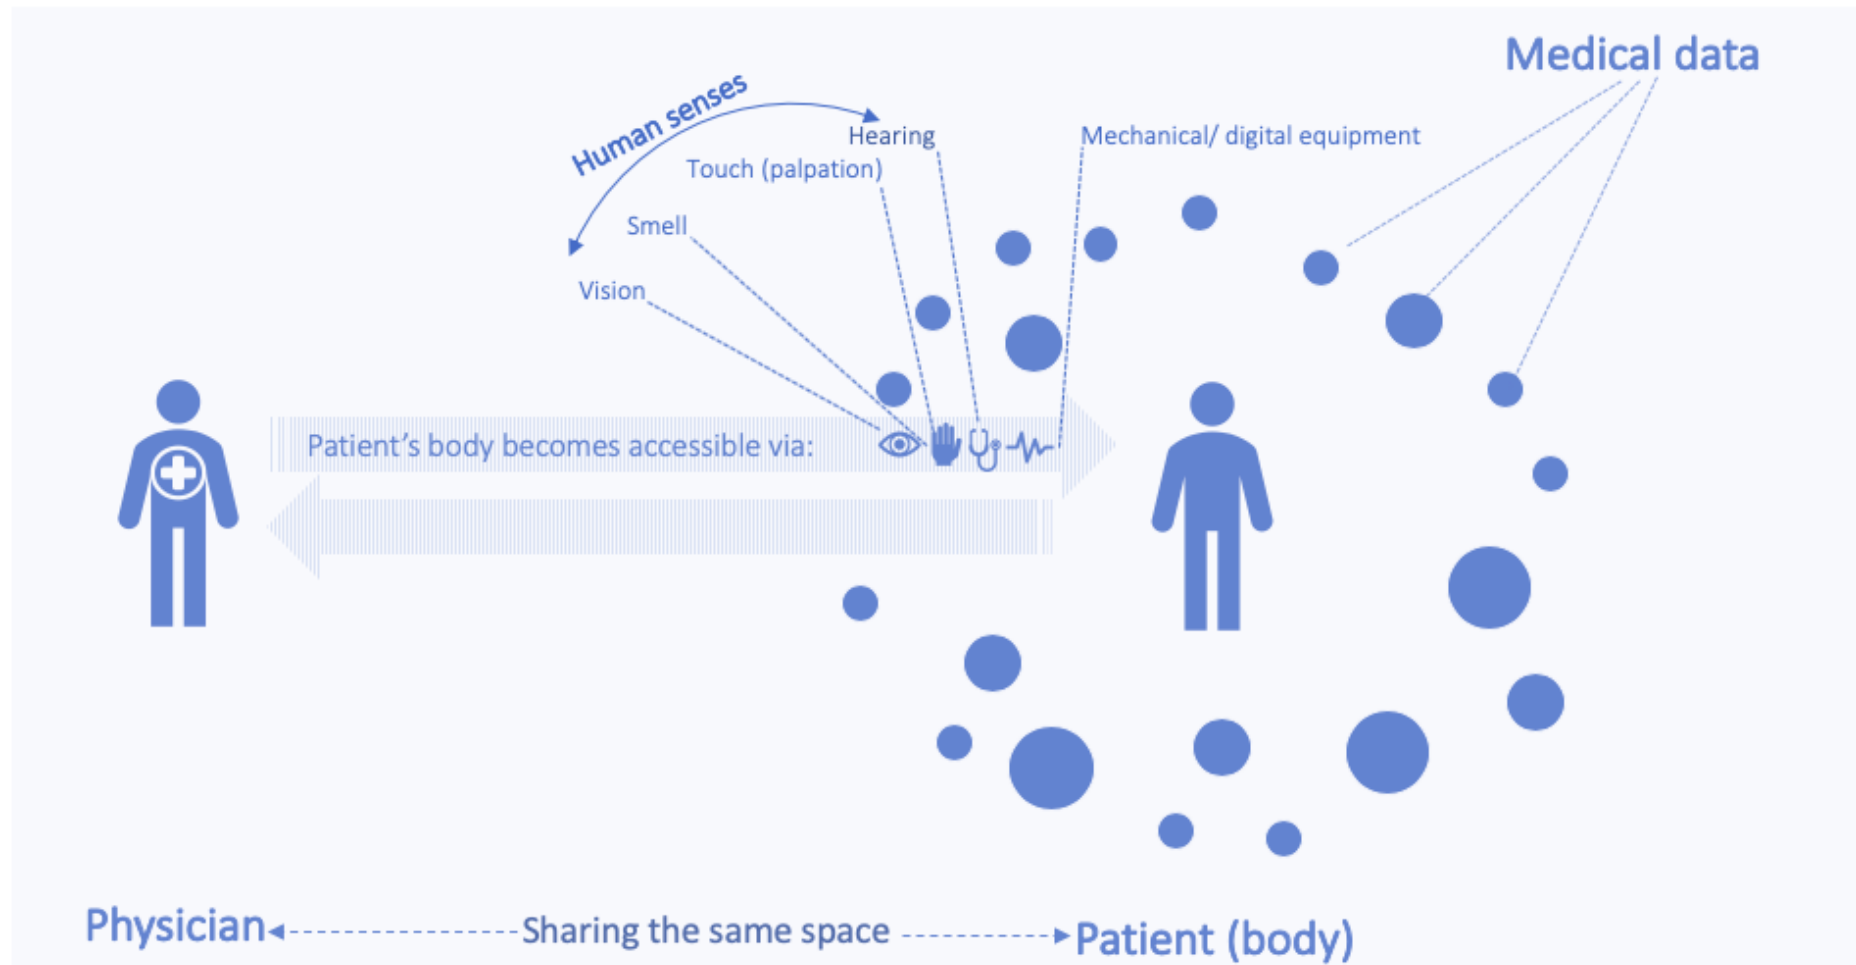 Medical data
Human senses
Hearing
Mechanical/ digital equipment
Touch (palpation)
Smell
Vision
Patient’s body becomes accessible via:
Physician
Sharing the same space
Patient (body)